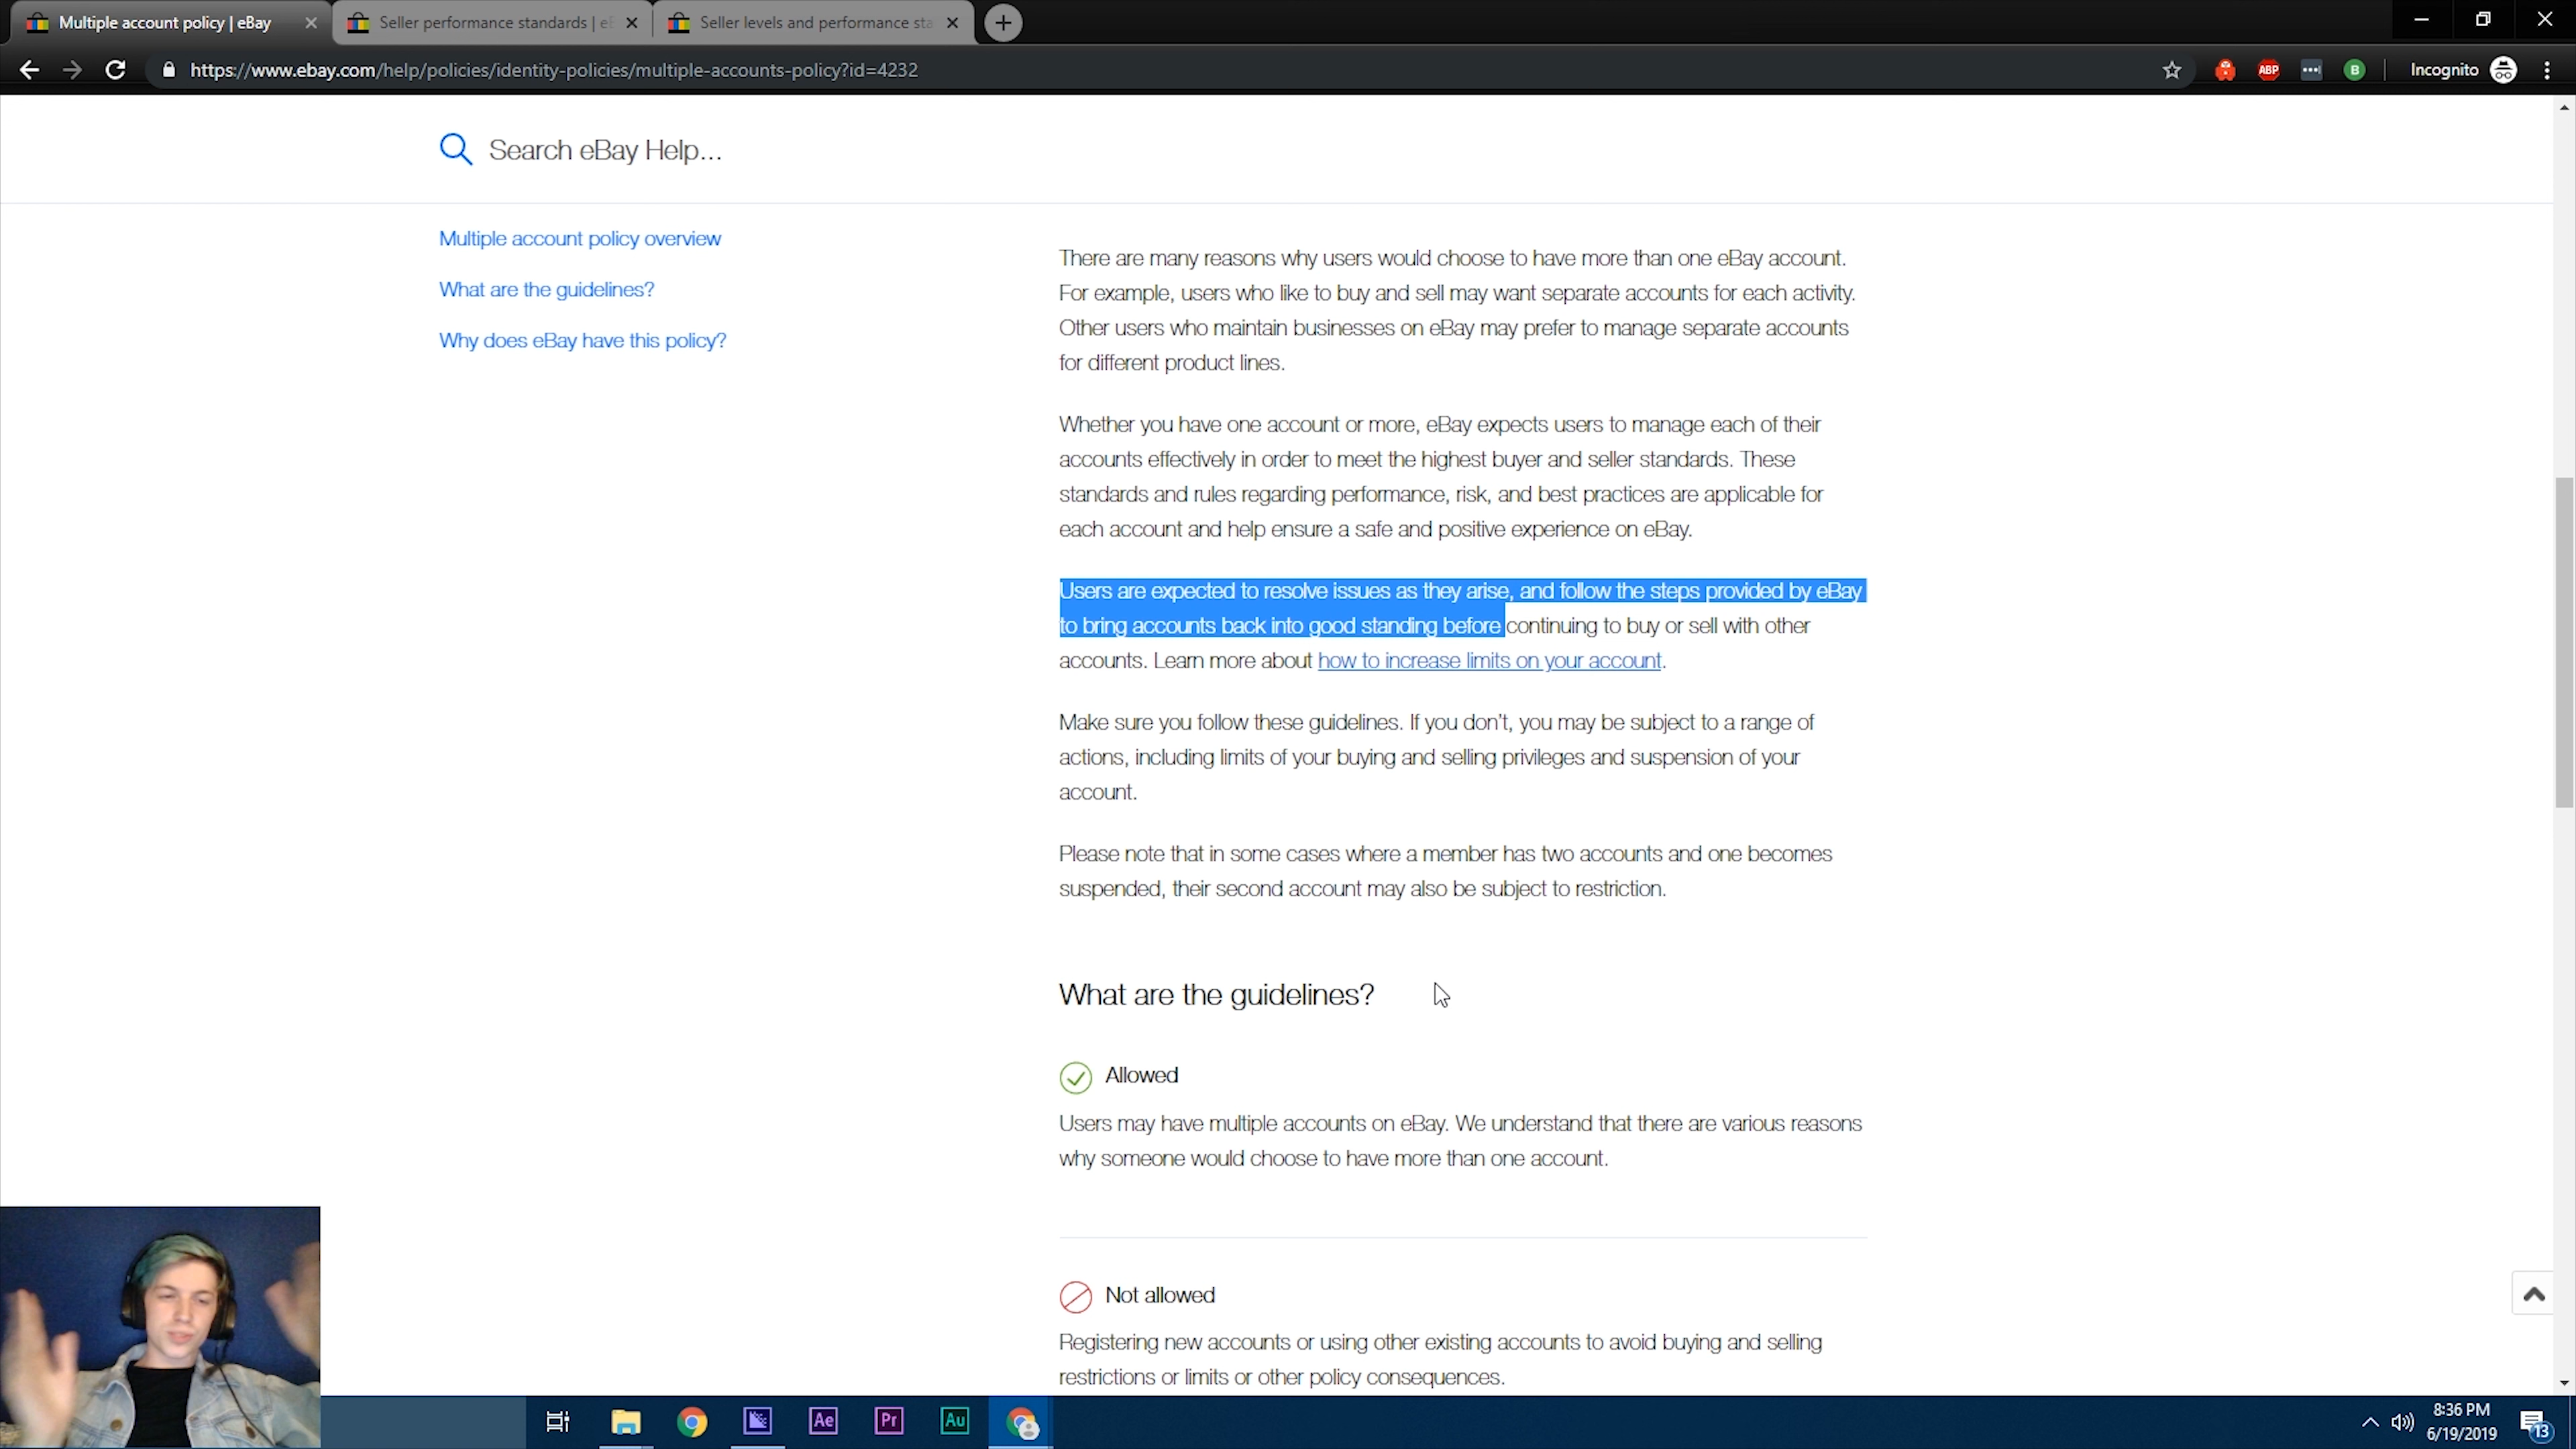 Multiple account policy | eBay
Seller performance standards | eB
Seller levels and performance sta
https://www.ebay.com/help/policies/identity-policies/multiple-accounts-policy?id=4232
ABP
B
Incognito
Search eBay Help...
Multiple account policy overview
What are the guidelines?
Why does eBay have this policy?
There are many reasons why users would choose to have more than one eBay account.
For example, users who like to buy and sell may want separate accounts for each activity.
Other users who maintain businesses on eBay may prefer to manage separate accounts
for different product lines.
Whether you have one account or more, eBay expects users to manage each of their
accounts effectively in order to meet the highest buyer and seller standards. These
standards and rules regarding performance, risk, and best practices are applicable for
each account and help ensure a safe and positive experience on eBay.
Users are expected to resolve issues as they arise, and follow the steps provided by eBay
to bring accounts back into good standing before continuing to buy or sell with other
accounts. Learn more about how to increase limits on your account.
Make sure you follow these guidelines. If you don't, you may be subject to a range of
actions, including limits of your buying and selling privileges and suspension of your
account.
Please note that in some cases where a member has two accounts and one becomes
suspended, their second account may also be subject to restriction.
What are the guidelines?
Allowed
Users may have multiple accounts on eBay. We understand that there are various reasons
why someone would choose to have more than one account.
Not allowed
Registering new accounts or using other existing accounts to avoid buying and selling
restrictions or limits or other policy consequences.
Ae
Pr
Au
8:36 PM
6/19/2019
13